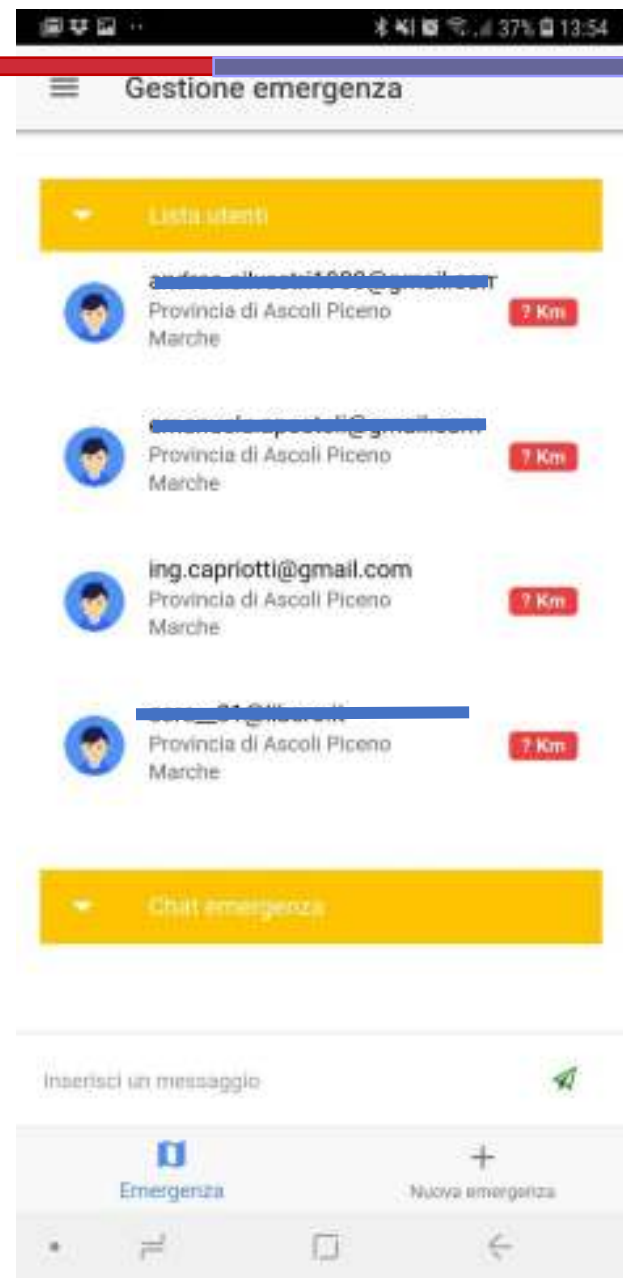 37% 13:54
Gestione emergenza
Lista utenti
Provincia di Ascoli Piceno
? Km
Marche
Provincia di Ascoli Piceno
? Km
Marche
ing.capriotti@gmail.com
Provincia di Ascoli Piceno
? Km
Marche
Provincia di Ascoli Piceno
? Km
Marche
Chat emergenza
Inserisci un messaggio
Emergenza
Nuova emergenza